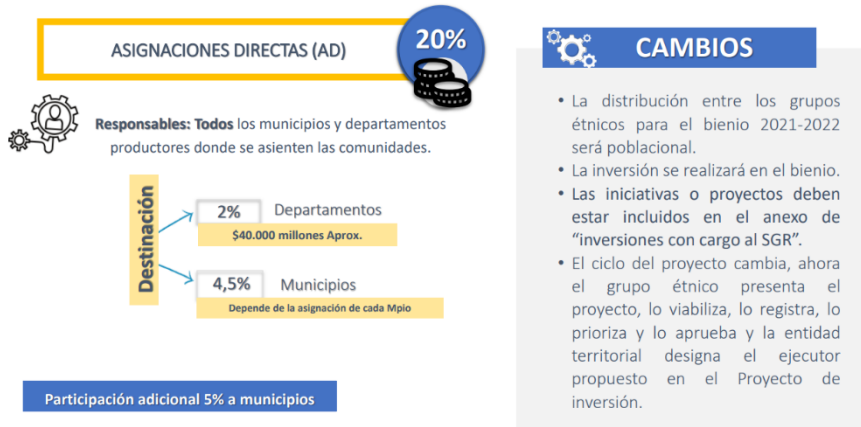 ASIGNACIONES DIRECTAS (AD)
20%
Responsables: Todos los municipios y departamentos
productores donde se asienten las comunidades.
Destinación
2% Departamentos
$40.000 millones Aprox.
4,5% Municipios
Depende de la asignación de cada Mpio
Participación adicional 5% a municipios
CAMBIOS
• La distribución entre los grupos
étnicos para el bienio 2021-2022
será poblacional.
• La inversión se realizará en el bienio.
• Las iniciativas o proyectos deben
estar incluidos en el anexo de
“inversiones con cargo al SGR”.
• El ciclo del proyecto cambia, ahora
el grupo étnico presenta el
proyecto, lo viabiliza, lo registra, lo
prioriza y lo aprueba y la entidad
territorial designa el ejecutor
propuesto en el Proyecto de
inversión.